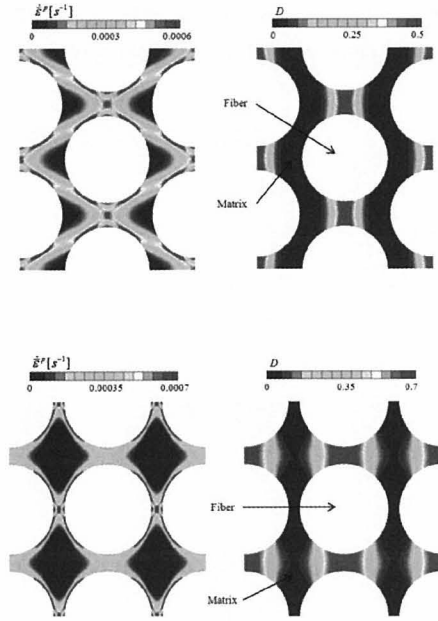 ε̇ᵖ[s⁻¹] D
0 0.0003 0.0006 0 0.25 0.5
Fiber
Matrix
ε̇ᵖ[s⁻¹] D
0 0.00035 0.0007 0 0.35 0.7
Fiber
Matrix